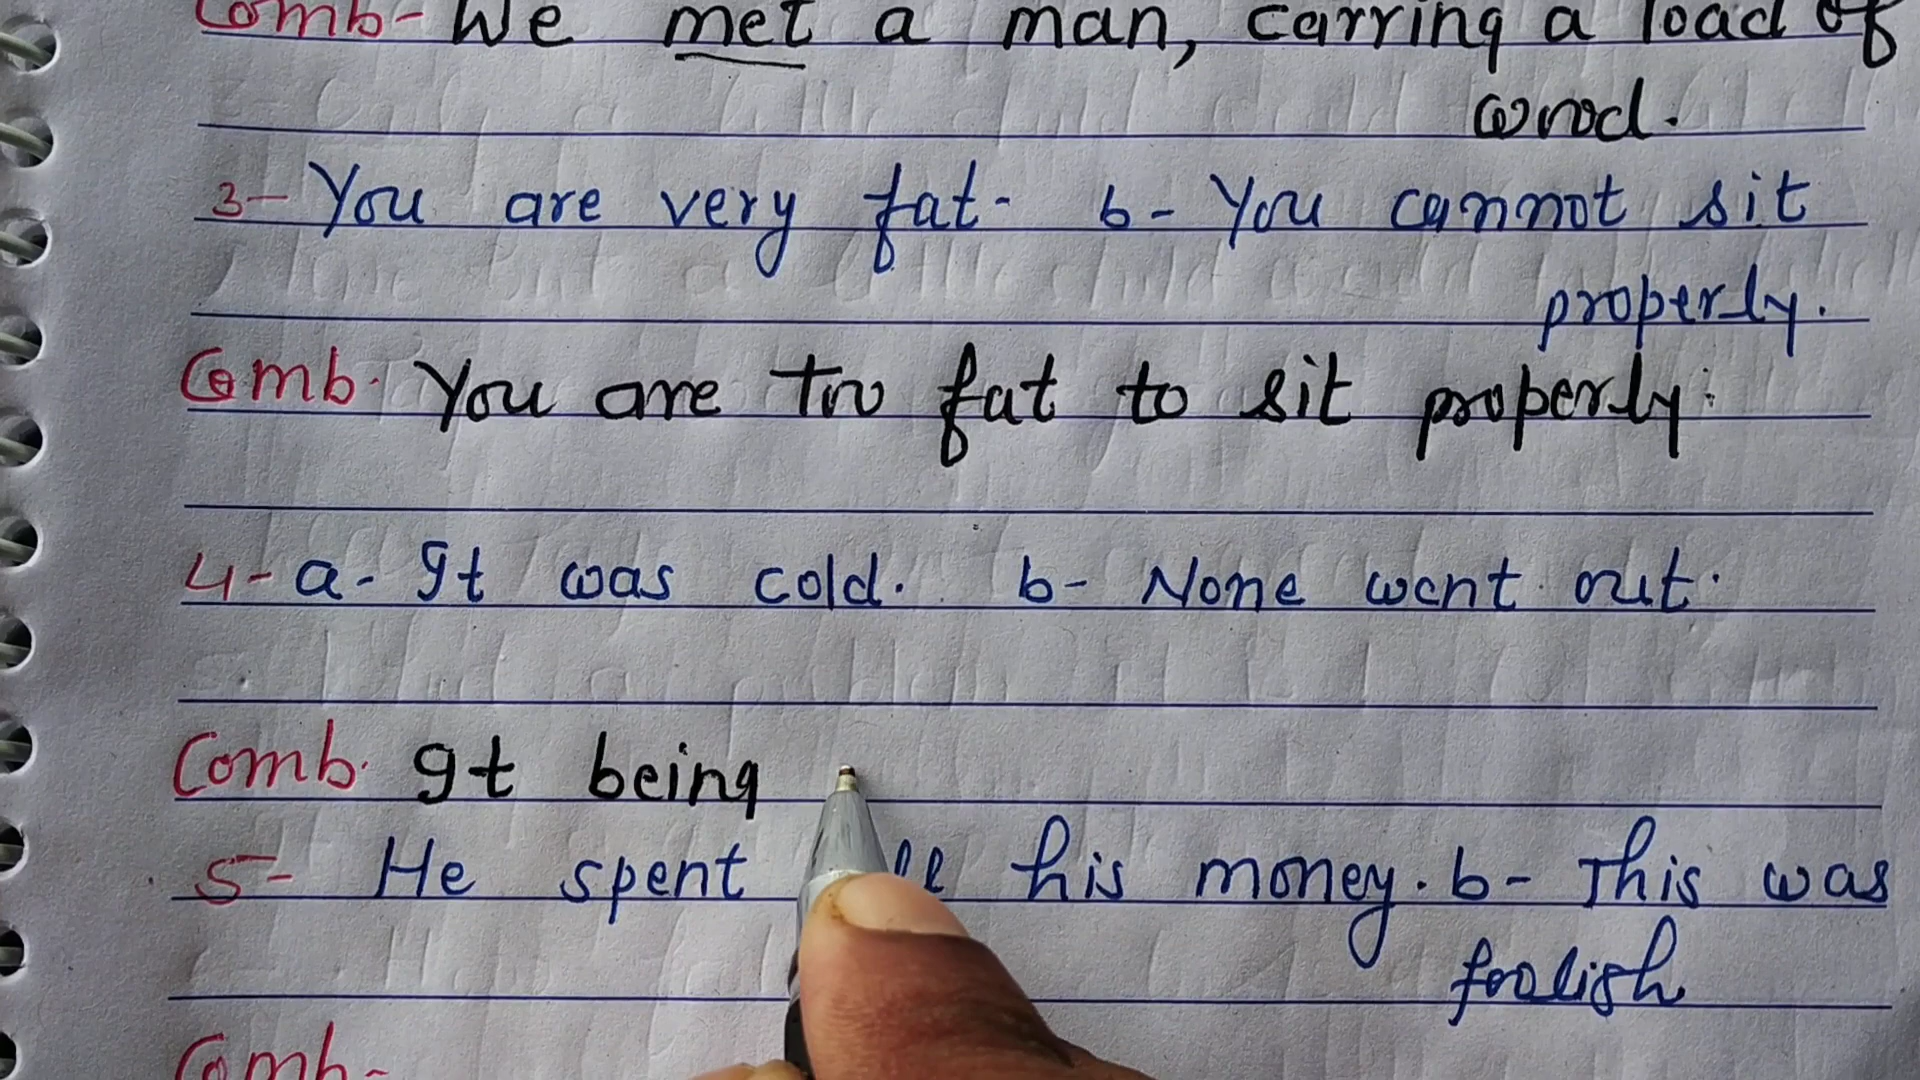 Comb- We met a man, carring a load of
wood.
3- You are very fat- b- You cannot sit
properly.
Comb. You are too fat to sit properly.
4- a- It was cold. b- None went out.
Comb. It being
5- He spent his money. b- This was
foolish
Comb-